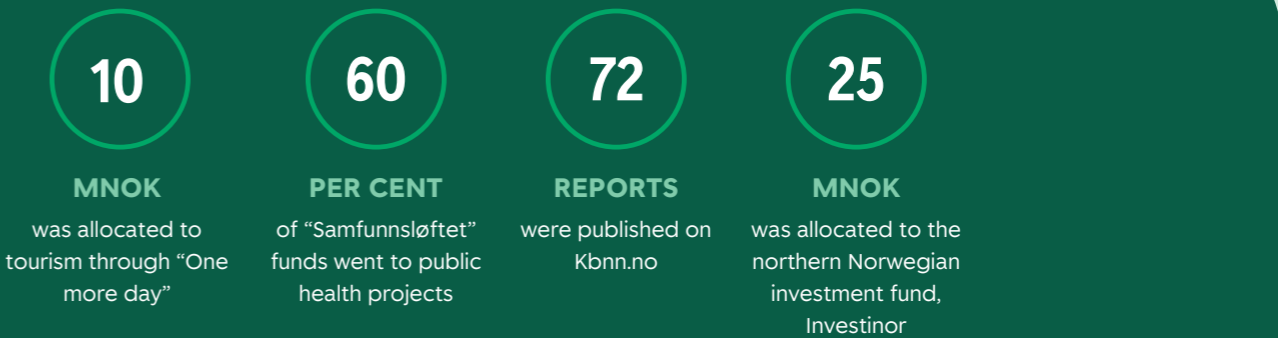 10
MNOK
was allocated to
tourism through “One
more day”
60
PER CENT
of “Samfunnsløftet”
funds went to public
health projects
72
REPORTS
were published on
Kbnn.no
25
MNOK
was allocated to the
northern Norwegian
investment fund,
Investinor